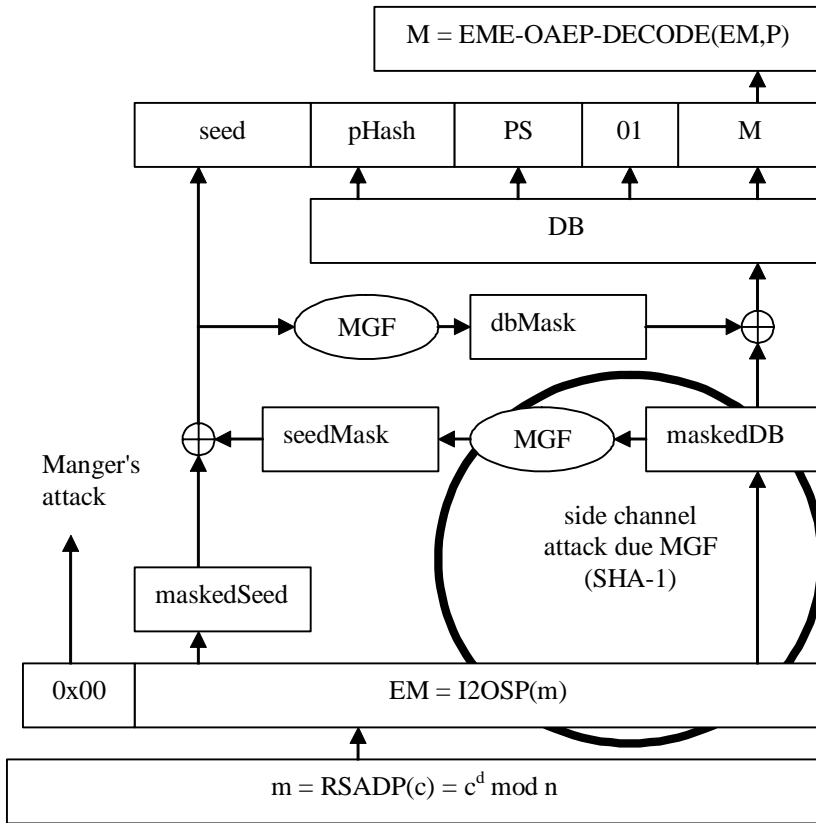 M = EME-OAEP-DECODE(EM,P)
seed pHash PS 01 M
DB
MGF dbMask
seedMask MGF maskedDB
Manger's
attack
side channel
attack due MGF
(SHA-1)
maskedSeed
0x00 EM = I2OSP(m)
m = RSADP(c) = c^d mod n